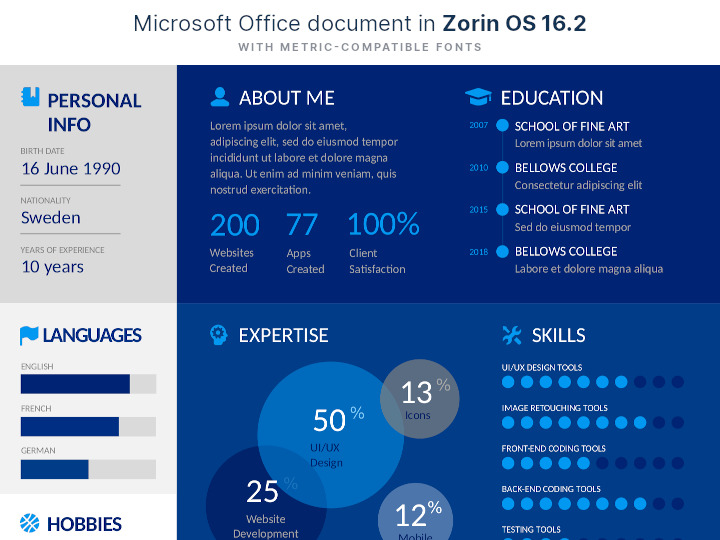 Microsoft Office document in Zorin OS 16.2
WITH METRIC-COMPATIBLE FONTS
PERSONAL
INFO
BIRTH DATE
16 June 1990
NATIONALITY
Sweden
YEARS OF EXPERIENCE
10 years
ABOUT ME
Lorem ipsum dolor sit amet,
adipiscing elit, sed do eiusmod tempor
incididunt ut labore et dolore magna
aliqua. Ut enim ad minim veniam, quis
nostrud exercitation.
200
Websites
Created
77
Apps
Created
100%
Client
Satisfaction
EDUCATION
2007 SCHOOL OF FINE ART
Lorem ipsum dolor sit amet
2010 BELLOWS COLLEGE
Consectetur adipiscing elit
2015 SCHOOL OF FINE ART
Sed do eiusmod tempor
2018 BELLOWS COLLEGE
Labore et dolore magna aliqua
LANGUAGES
ENGLISH
FRENCH
GERMAN
HOBBIES
EXPERTISE
50 %
UI/UX
Design
13 %
Icons
25 %
Website
Development
12%
Mobile
SKILLS
UI/UX DESIGN TOOLS
IMAGE RETOUCHING TOOLS
FRONT-END CODING TOOLS
BACK-END CODING TOOLS
TESTING TOOLS